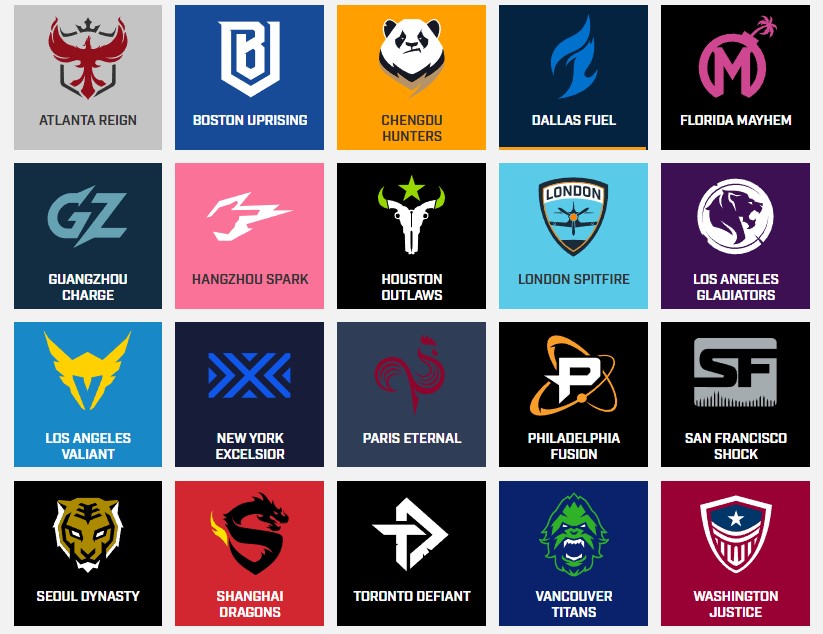 ATLANTA REIGN
BOSTON UPRISING
CHENGDU
HUNTERS
DALLAS FUEL
M
FLORIDA MAYHEM
GZ
GUANGZHOU
CHARGE
HANGZHOU SPARK
HOUSTON
OUTLAWS
LONDON
LONDON SPITFIRE
LOS ANGELES
GLADIATORS
LOS ANGELES
VALIANT
NEW YORK
EXCELSIOR
PARIS ETERNAL
P
PHILADELPHIA
FUSION
SF
SAN FRANCISCO
SHOCK
SEOUL DYNASTY
S
SHANGHAI
DRAGONS
TORONTO DEFIANT
VANCOUVER
TITANS
WASHINGTON
JUSTICE